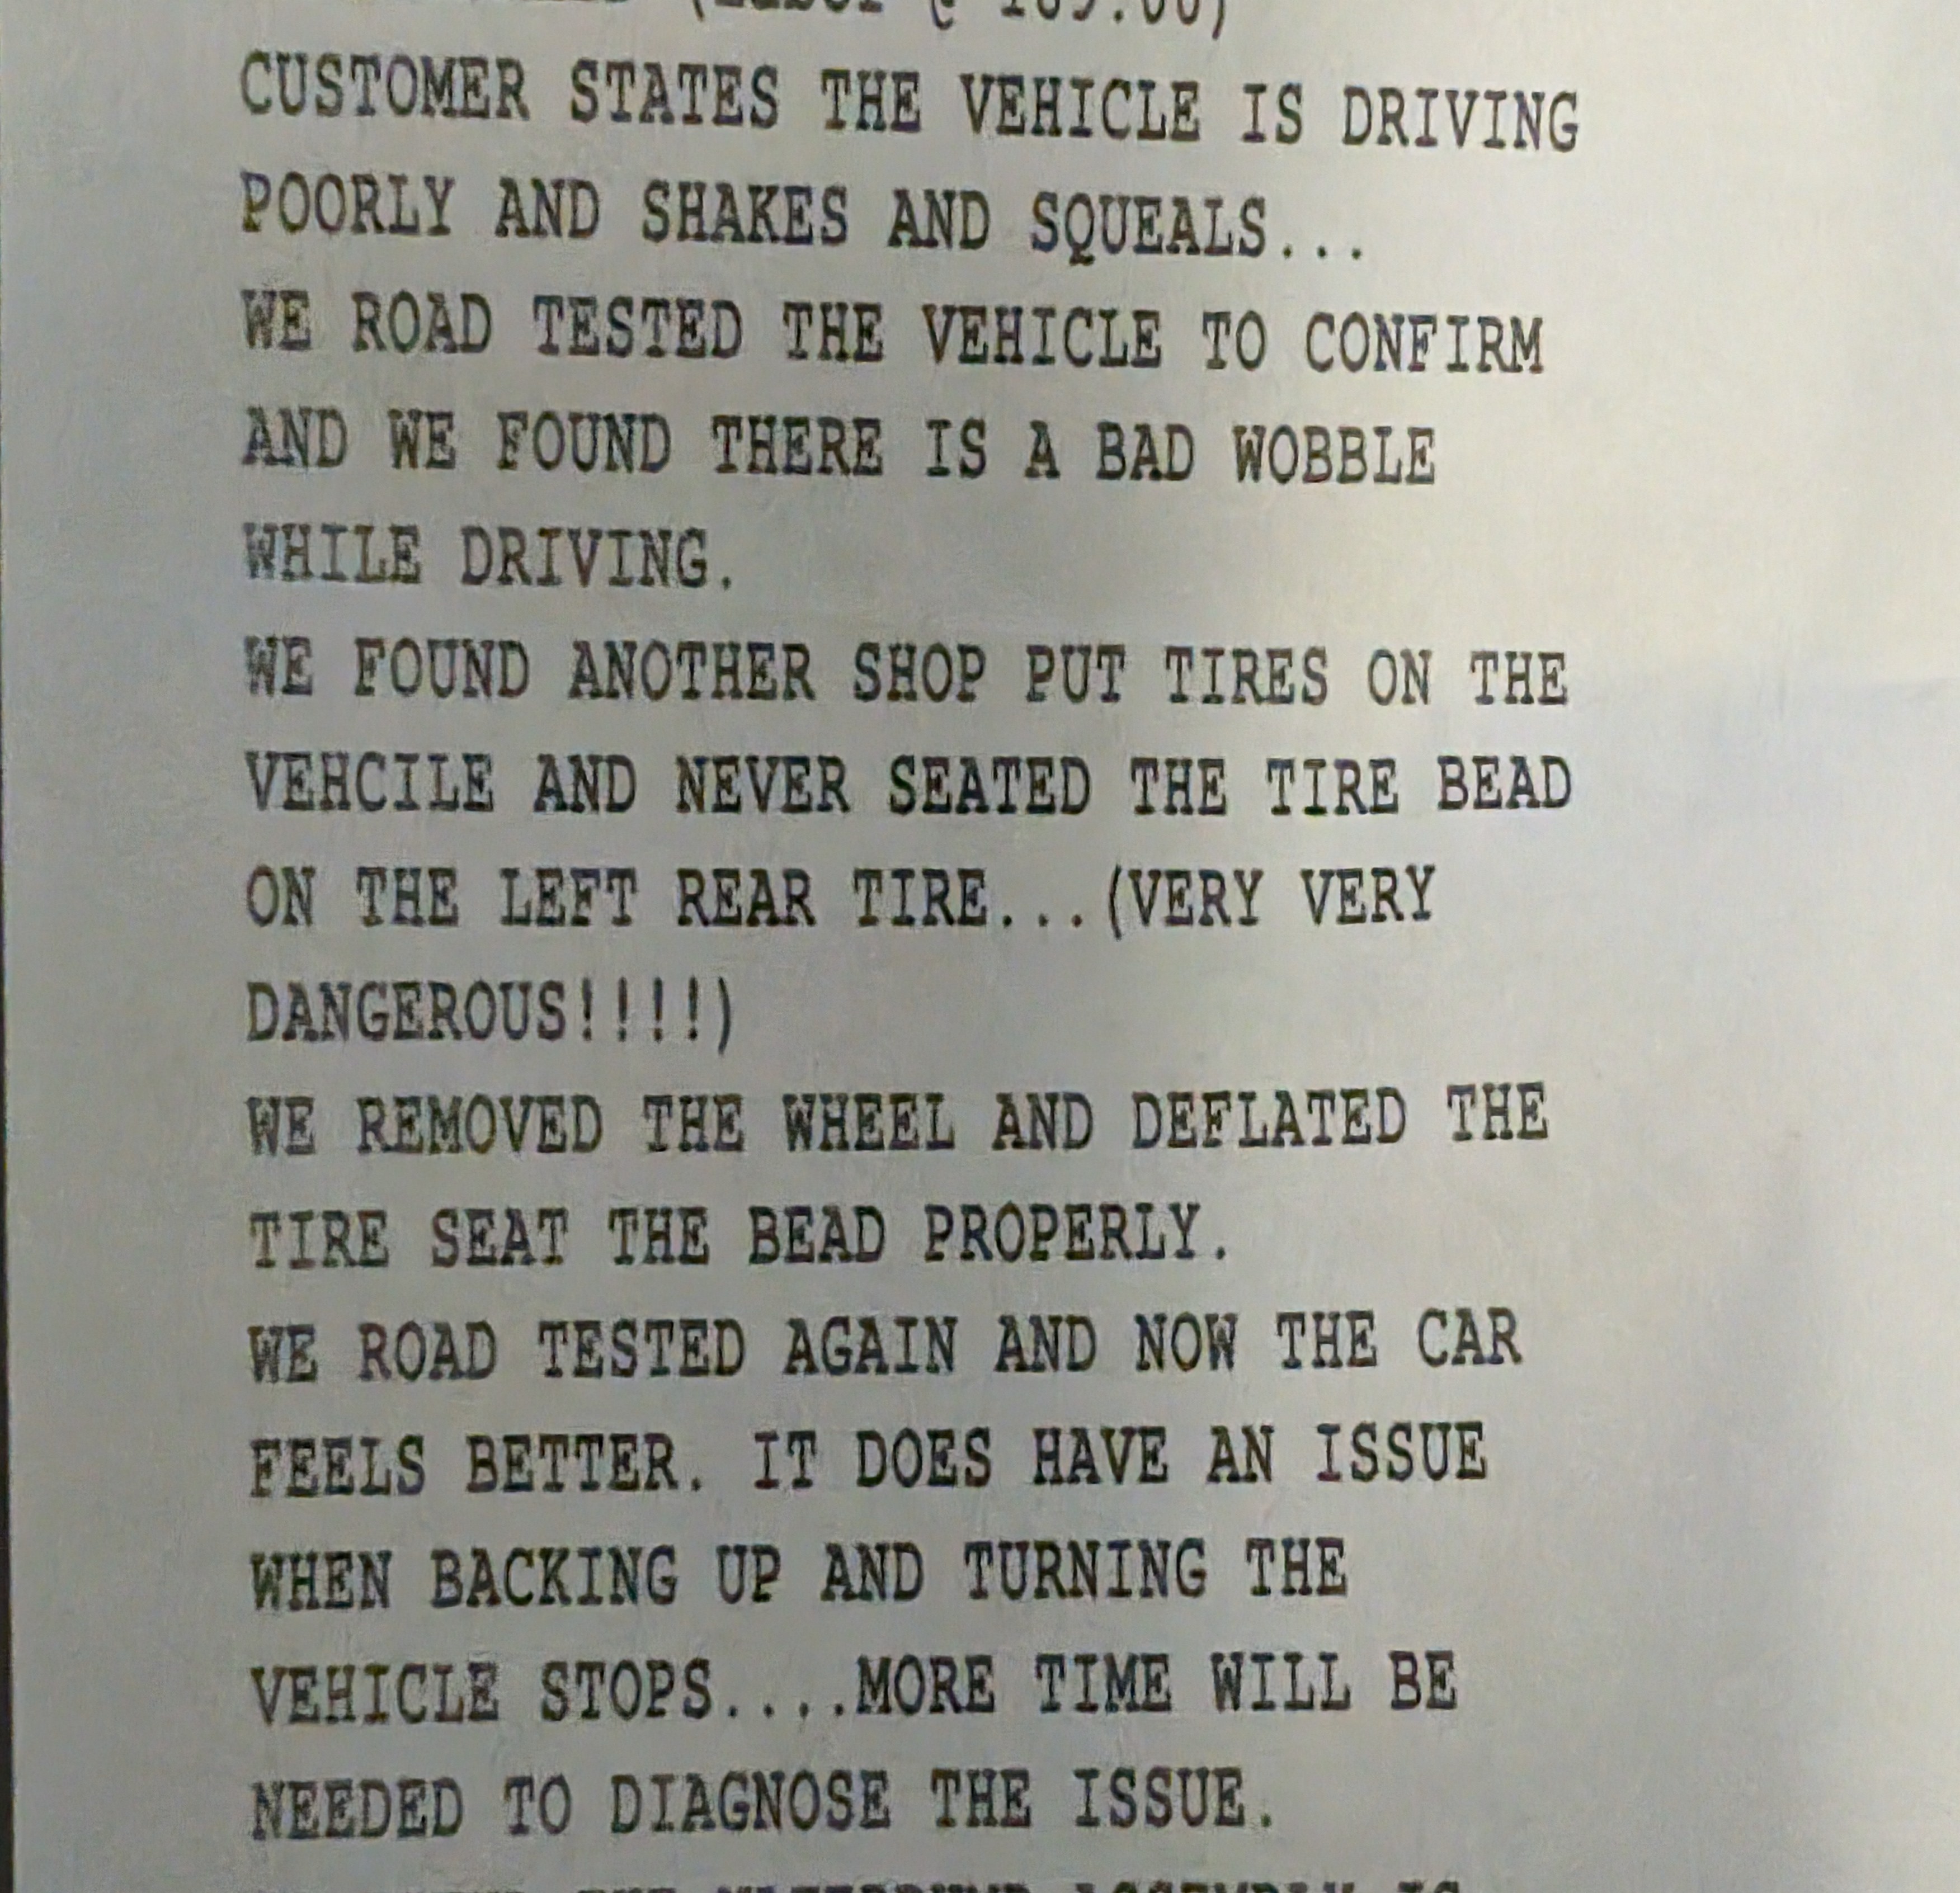 CUSTOMER STATES THE VEHICLE IS DRIVING
POORLY AND SHAKES AND SQUEALS...
WE ROAD TESTED THE VEHICLE TO CONFIRM
AND WE FOUND THERE IS A BAD WOBBLE
WHILE DRIVING.
WE FOUND ANOTHER SHOP PUT TIRES ON THE
VEHCILE AND NEVER SEATED THE TIRE BEAD
ON THE LEFT REAR TIRE...(VERY VERY
DANGEROUS!!!!)
WE REMOVED THE WHEEL AND DEFLATED THE
TIRE SEAT THE BEAD PROPERLY.
WE ROAD TESTED AGAIN AND NOW THE CAR
FEELS BETTER. IT DOES HAVE AN ISSUE
WHEN BACKING UP AND TURNING THE
VEHICLE STOPS....MORE TIME WILL BE
NEEDED TO DIAGNOSE THE ISSUE.